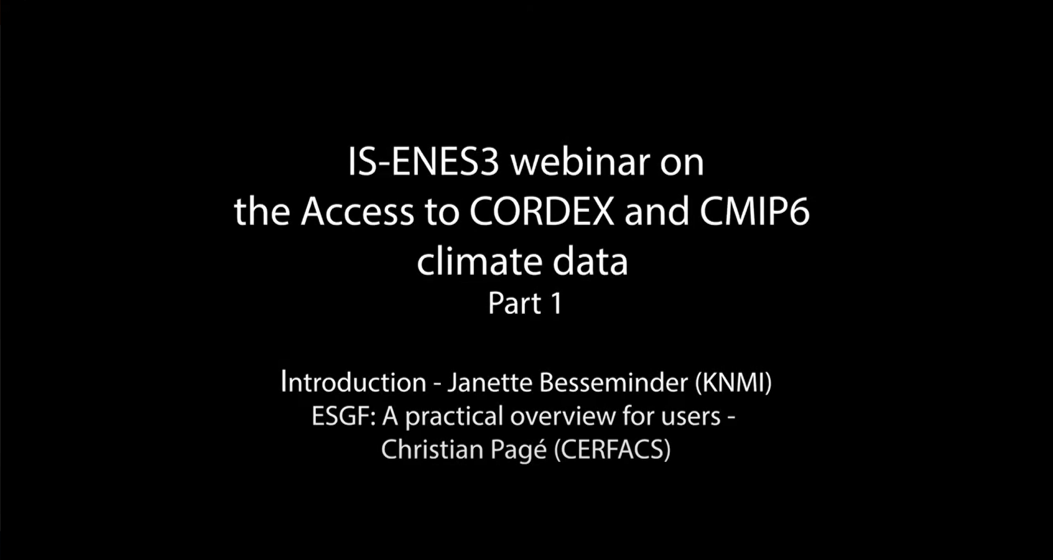 IS-ENES3 webinar on
the Access to CORDEX and CMIP6
climate data
Part 1
Introduction - Janette Besseminder (KNMI)
ESGF: A practical overview for users -
Christian Pagé (CERFACS)